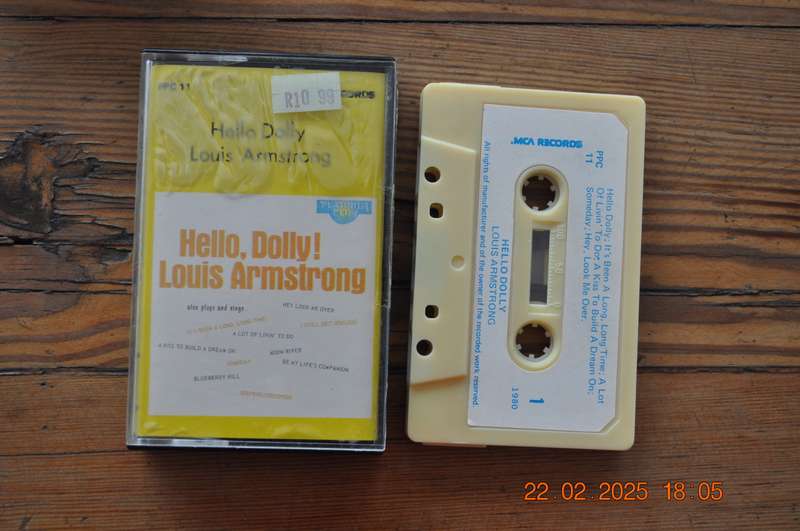 PPC 11
R10 99
Hello Dolly
Louis Armstrong
Hello, Dolly!
Louis Armstrong
also plays and sings
HEY LOOK ME OVER
IT'S BEEN A LONG, LONG TIME
I STILL GET JEALOUS
A LOT OF LIVIN' TO DO
A KISS TO BUILD A DREAM ON
MOON RIVER
SOMEDAY
BE MY LIFE'S COMPANION
BLUEBERRY HILL
.MCA RECORDS
PPC
11
Hello Dolly; It's Been A Long, Long Time; A Lot
Of Livin' To Do; A Kiss To Build A Dream On;
Someday; Hey, Look Me Over.
HELLO DOLLY
LOUIS ARMSTRONG
1
1980
All rights of manufacturer and of the owner of the recorded work reserved
22.02.2025 18:05